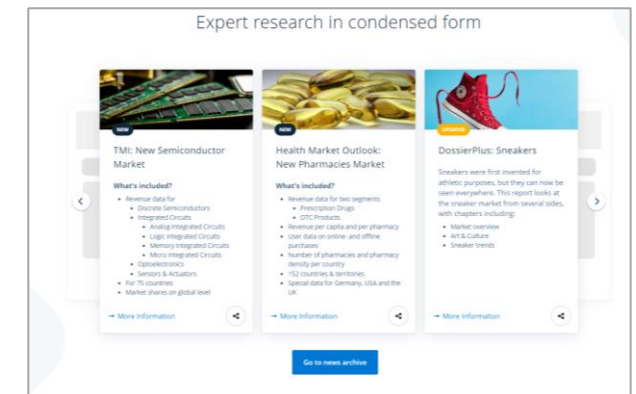 Expert research in condensed form
NEW
TMI: New Semiconductor
Market
What's included?
• Revenue data for
• Discrete Semiconductors
• Integrated Circuits
• Analog Integrated Circuits
• Logic Integrated Circuits
• Memory Integrated Circuits
• Micro Integrated Circuits
• Optoelectronics
• Sensors & Actuators
• For 75 countries
• Market shares on global level
→ More Information
NEW
Health Market Outlook:
New Pharmacies Market
What's included?
• Revenue data for two segments
• Prescription Drugs
• OTC Products
• Revenue per capita and per pharmacy
• User data on online- and offline
purchases
• Number of pharmacies and pharmacy
density per country
• 152 countries & territories
• Special data for Germany, USA and the
UK
→ More Information
UPDATED
DossierPlus: Sneakers
Sneakers were first invented for
athletic purposes, but they can now be
seen everywhere. This report looks at
the sneaker market from several sides,
with chapters including:
• Market overview
• Art & Culture
• Sneaker trends
→ More Information
Go to news archive